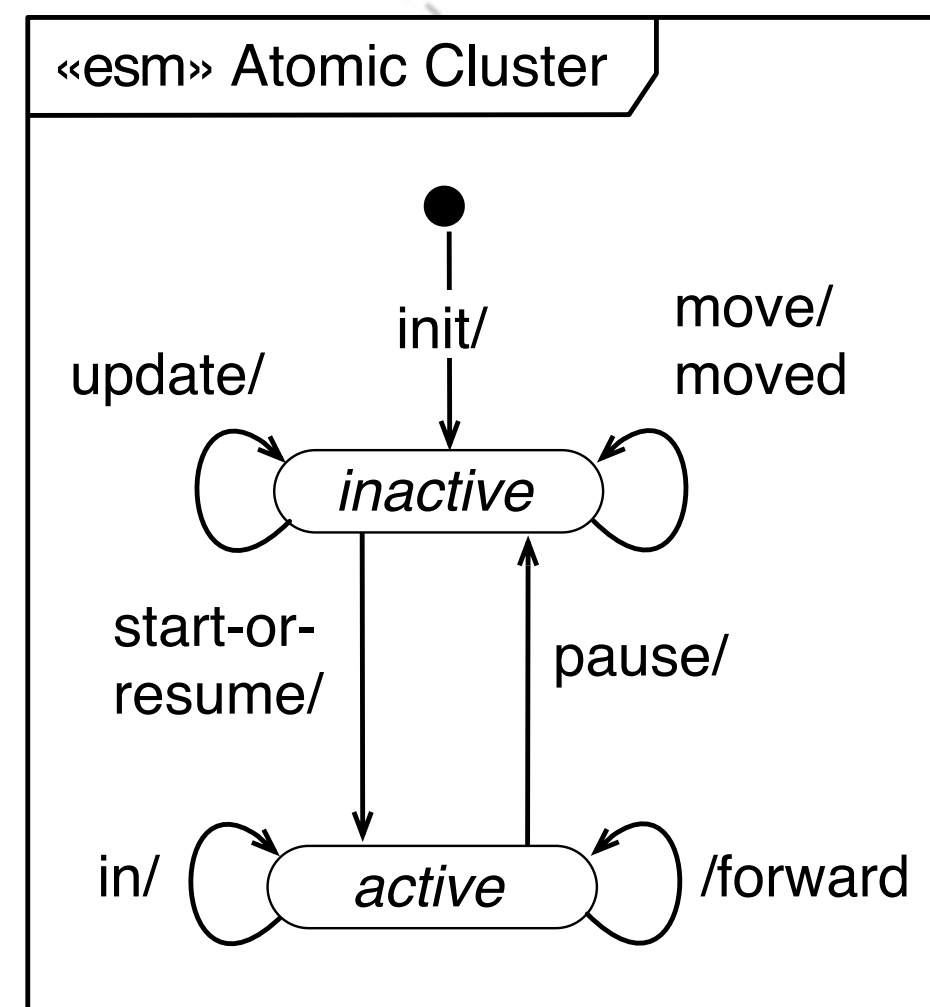 «esm» Atomic Cluster
init/
move/
moved
update/
inactive
start-or-
resume/
pause/
in/
active
/forward